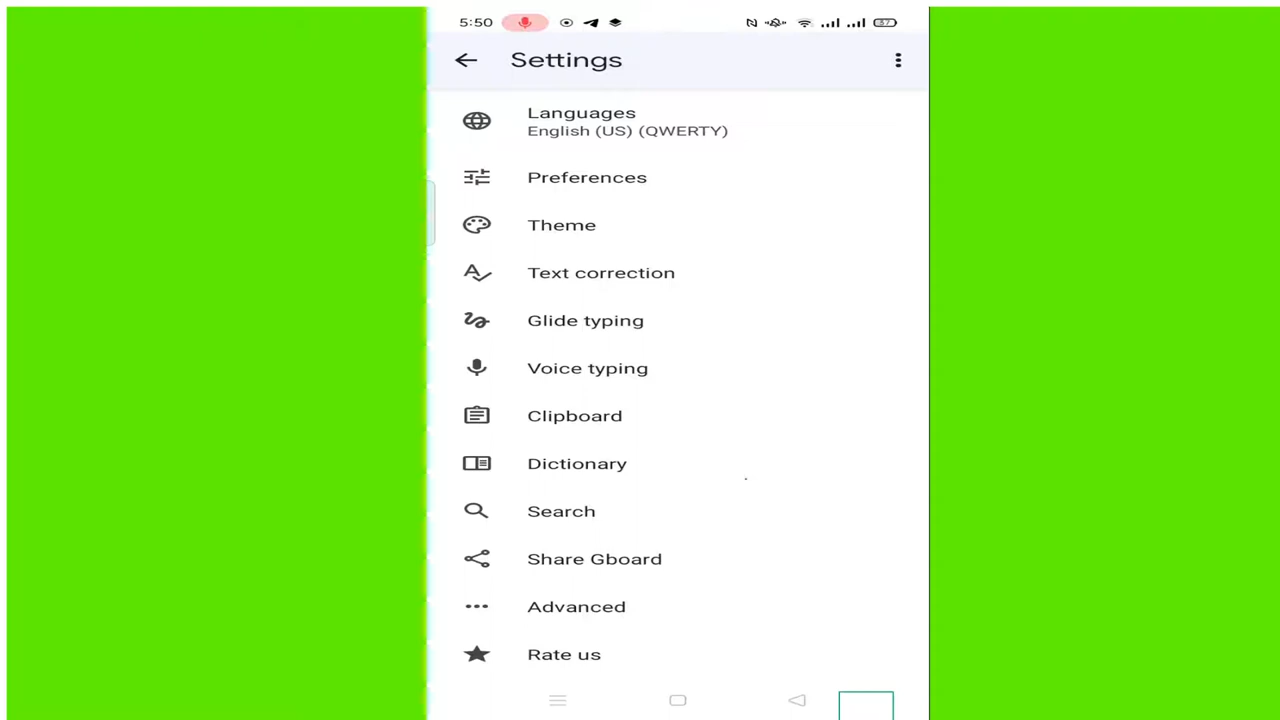 5:50
57
Settings
Languages
English (US) (QWERTY)
Preferences
Theme
Text correction
Glide typing
Voice typing
Clipboard
Dictionary
Search
Share Gboard
Advanced
Rate us